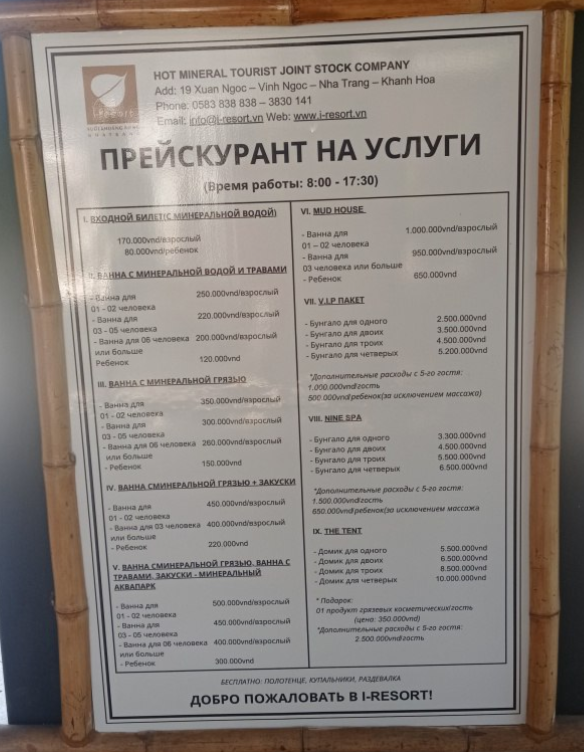 i-resort
HOT MINERAL TOURIST JOINT STOCK COMPANY
Add: 19 Xuan Ngoc – Vinh Ngoc – Nha Trang – Khanh Hoa
Phone: 0583 838 838 – 3830 141
Email: info@i-resort.vn Web: www.i-resort.vn
ПРЕЙСКУРАНТ НА УСЛУГИ
(Время работы: 8:00 - 17:30)
I. ВХОДНОЙ БИЛЕТ(С МИНЕРАЛЬНОЙ ВОДОЙ)
170.000vnd/взрослый
80.000vnd/ребенок
II. ВАННА С МИНЕРАЛЬНОЙ ВОДОЙ И ТРАВАМИ
- Ванна для 250.000vnd/взрослый
01 - 02 человека
- Ванна для 220.000vnd/взрослый
03 - 05 человека
- Ванна для 06 человека 200.000vnd/взрослый
или больше
Ребенок 120.000vnd
III. ВАННА С МИНЕРАЛЬНОЙ ГРЯЗЬЮ
- Ванна для 350.000vnd/взрослый
01 - 02 человека
- Ванна для 300.000vnd/взрослый
03 - 05 человека
- Ванна для 06 человека 260.000vnd/взрослый
или больше
- Ребенок 150.000vnd
IV. ВАННА СМИНЕРАЛЬНОЙ ГРЯЗЬЮ + ЗАКУСКИ
- Ванна для 450.000vnd/взрослый
01 - 02 человека
- Ванна для 03 человека 400.000vnd/взрослый
или больше
- Ребенок 220.000vnd
V. ВАННА СМИНЕРАЛЬНОЙ ГРЯЗЬЮ, ВАННА С
ТРАВАМИ, ЗАКУСКИ - МИНЕРАЛЬНЫЙ
АКВАПАРК
- Ванна для 500.000vnd/взрослый
01 - 02 человека
- Ванна для 450.000vnd/взрослый
03 - 05 человека
- Ванна для 06 человека 400.000vnd/взрослый
или больше
- Ребенок 300.000vnd
VI. MUD HOUSE
- Ванна для 1.000.000vnd/взрослый
01 – 02 человека
- Ванна для 950.000vnd/взрослый
03 человека или больше
- Ребенок 650.000vnd
VII. V.I.P ПАКЕТ
- Бунгало для одного 2.500.000vnd
- Бунгало для двоих 3.500.000vnd
- Бунгало для троих 4.500.000vnd
- Бунгало для четверых 5.200.000vnd
*Дополнительные расходы с 5-го гостя:
1.000.000vnd/гость
500 000vnd/ребенок(за исключением массажа)
VIII. NINE SPA
- Бунгало для одного 3.300.000vnd
- Бунгало для двоих 4.500.000vnd
- Бунгало для троих 5.500.000vnd
- Бунгало для четверых 6.500.000vnd
*Дополнительные расходы с 5-го гостя:
1.500.000vnd/гость
650.000vnd/ребенок(за исключением массажа
IX. THE TENT
- Домик для одного 5.500.000vnd
- Домик для двоих 6.500.000vnd
- Домик для троих 8.500.000vnd
- Домик для четверых 10.000.000vnd
* Подарок:
01 продукт грязевых косметических/гость
(цена: 350.000vnd)
*Дополнительные расходы с 5-го гостя:
2.500.000vnd/гость
БЕСПЛАТНО: ПОЛОТЕНЦЕ, КУПАЛЬНИКИ, РАЗДЕВАЛКА
ДОБРО ПОЖАЛОВАТЬ В I-RESORT!